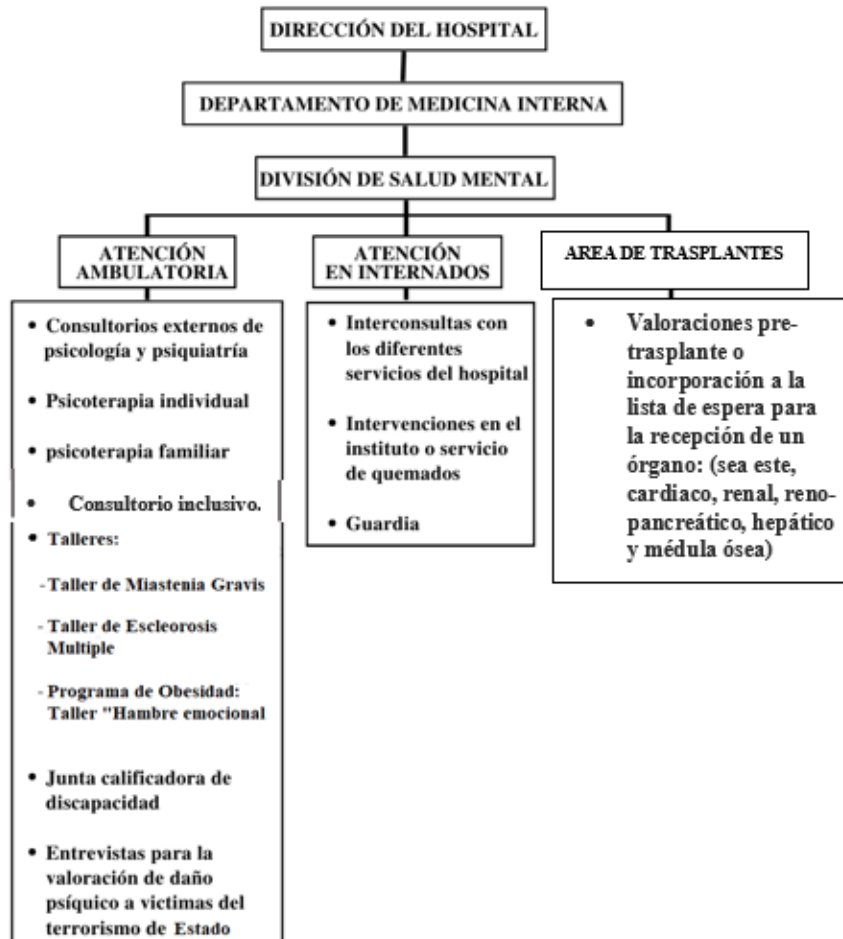 DIRECCIÓN DEL HOSPITAL
DEPARTAMENTO DE MEDICINA INTERNA
DIVISIÓN DE SALUD MENTAL
ATENCIÓN
AMBULATORIA
• Consultorios externos de
psicología y psiquiatría
• Psicoterapia individual
• psicoterapia familiar
• Consultorio inclusivo.
• Talleres:
- Taller de Miastenia Gravis
- Taller de Escleorosis
Multiple
- Programa de Obesidad:
Taller "Hambre emocional
• Junta calificadora de
discapacidad
• Entrevistas para la
valoración de daño
psíquico a victimas del
terrorismo de Estado
ATENCIÓN
EN INTERNADOS
• Interconsultas con
los diferentes
servicios del hospital
• Intervenciones en el
instituto o servicio
de quemados
• Guardia
AREA DE TRASPLANTES
• Valoraciones pre-
trasplante o
incorporación a la
lista de espera para
la recepción de un
órgano: (sea este,
cardiaco, renal, reno-
pancreático, hepático
y médula ósea)